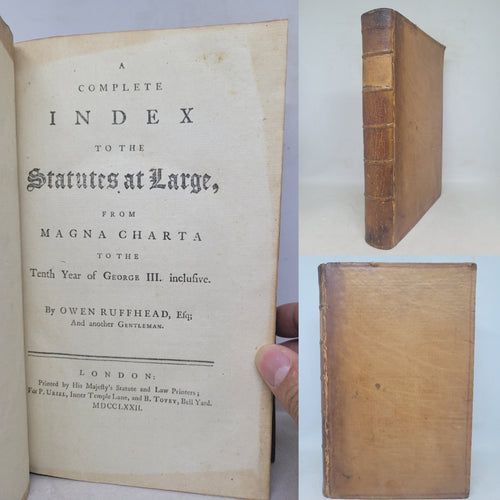 A
COMPLETE
INDEX
TO THE
Statutes at Large,
FROM
MAGNA CHARTA
TO THE
Tenth Year of GEORGE III. inclusive.
By OWEN RUFFHEAD, Esq;
And another GENTLEMAN.
LONDON:
Printed by His Majesty's Statute and Law Printers;
For P. URIEL, Inner Temple Lane, and B. TOVEY, Bell Yard.
MDCCLXXII.